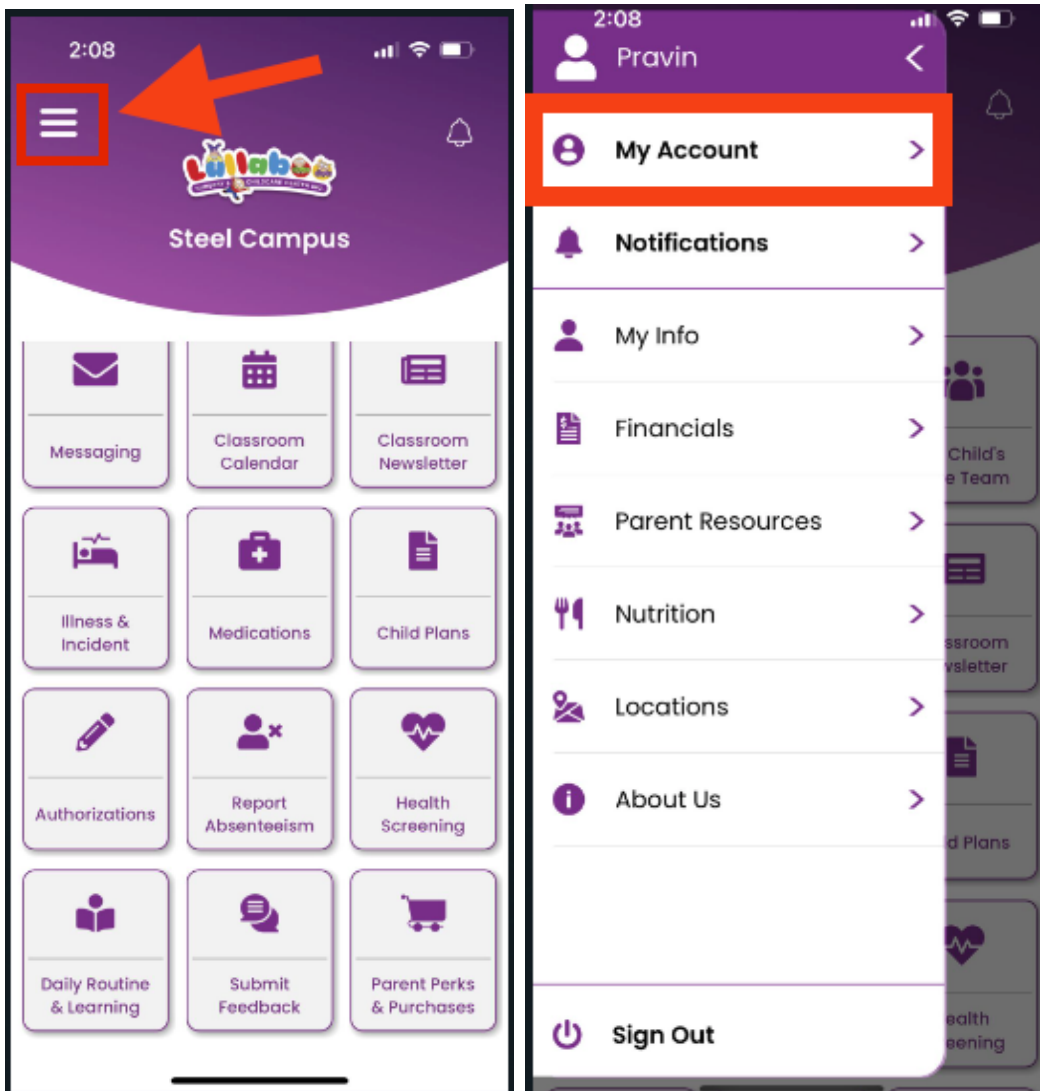 2:08
Lullaboo
Steel Campus
Messaging
Classroom
Calendar
Classroom
Newsletter
Illness &
Incident
Medications
Child Plans
Authorizations
Report
Absenteeism
Health
Screening
Daily Routine
& Learning
Submit
Feedback
Parent Perks
& Purchases
2:08
Pravin
My Account
Notifications
My Info
Financials
Parent Resources
Nutrition
Locations
About Us
Sign Out
Child's
e Team
ssroom
wsletter
d Plans
ealth
eening